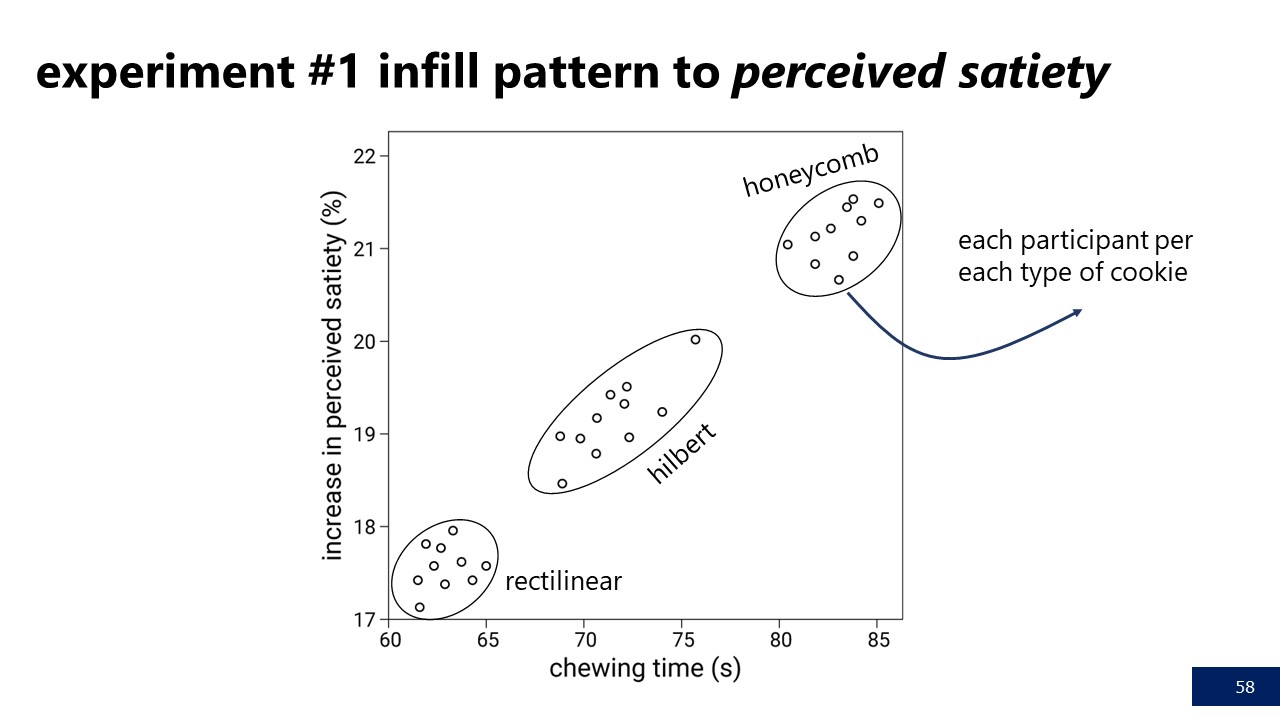 experiment #1 infill pattern to perceived satiety
increase in perceived satiety (%)
22
21
20
19
18
17
honeycomb
hilbert
rectilinear
each participant per
each type of cookie
60 65 70 75 80 85
chewing time (s)
58